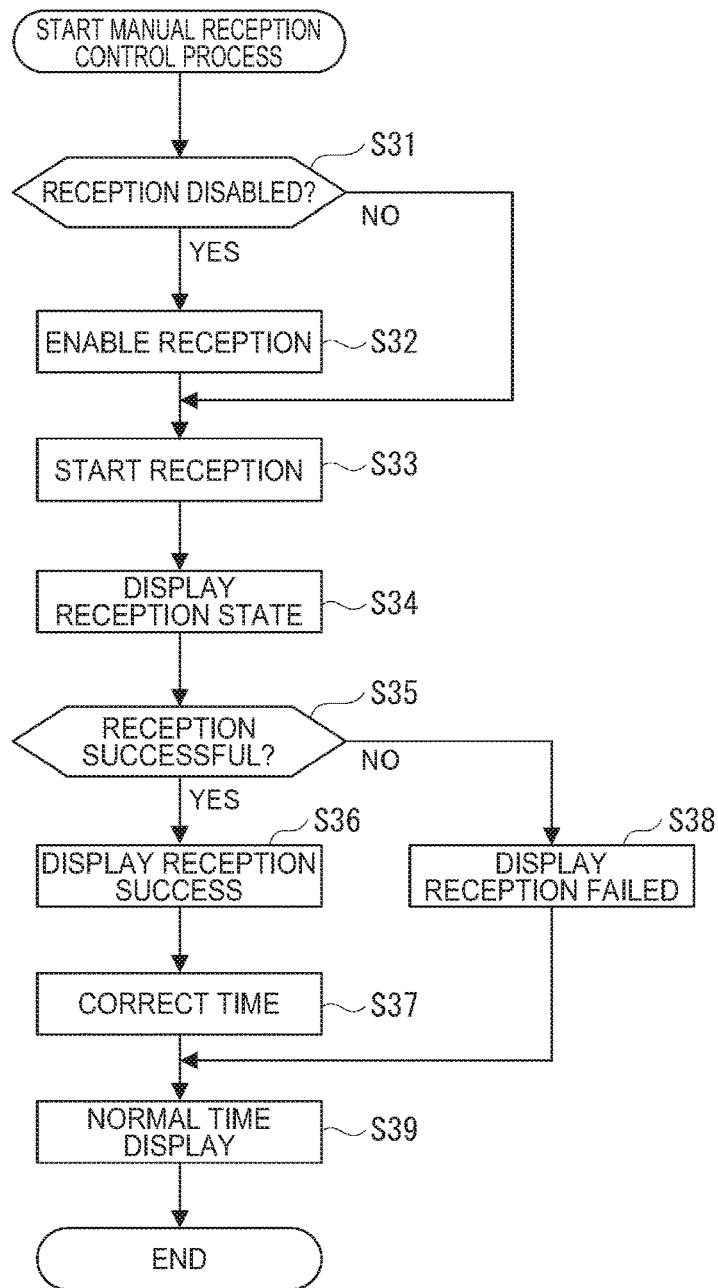 START MANUAL RECEPTION
CONTROL PROCESS
S31
RECEPTION DISABLED?
NO
YES
ENABLE RECEPTION
S32
START RECEPTION
S33
DISPLAY
RECEPTION STATE
S34
S35
RECEPTION
SUCCESSFUL?
NO
YES
S36
DISPLAY RECEPTION
SUCCESS
S38
DISPLAY
RECEPTION FAILED
CORRECT TIME
S37
NORMAL TIME
DISPLAY
S39
END